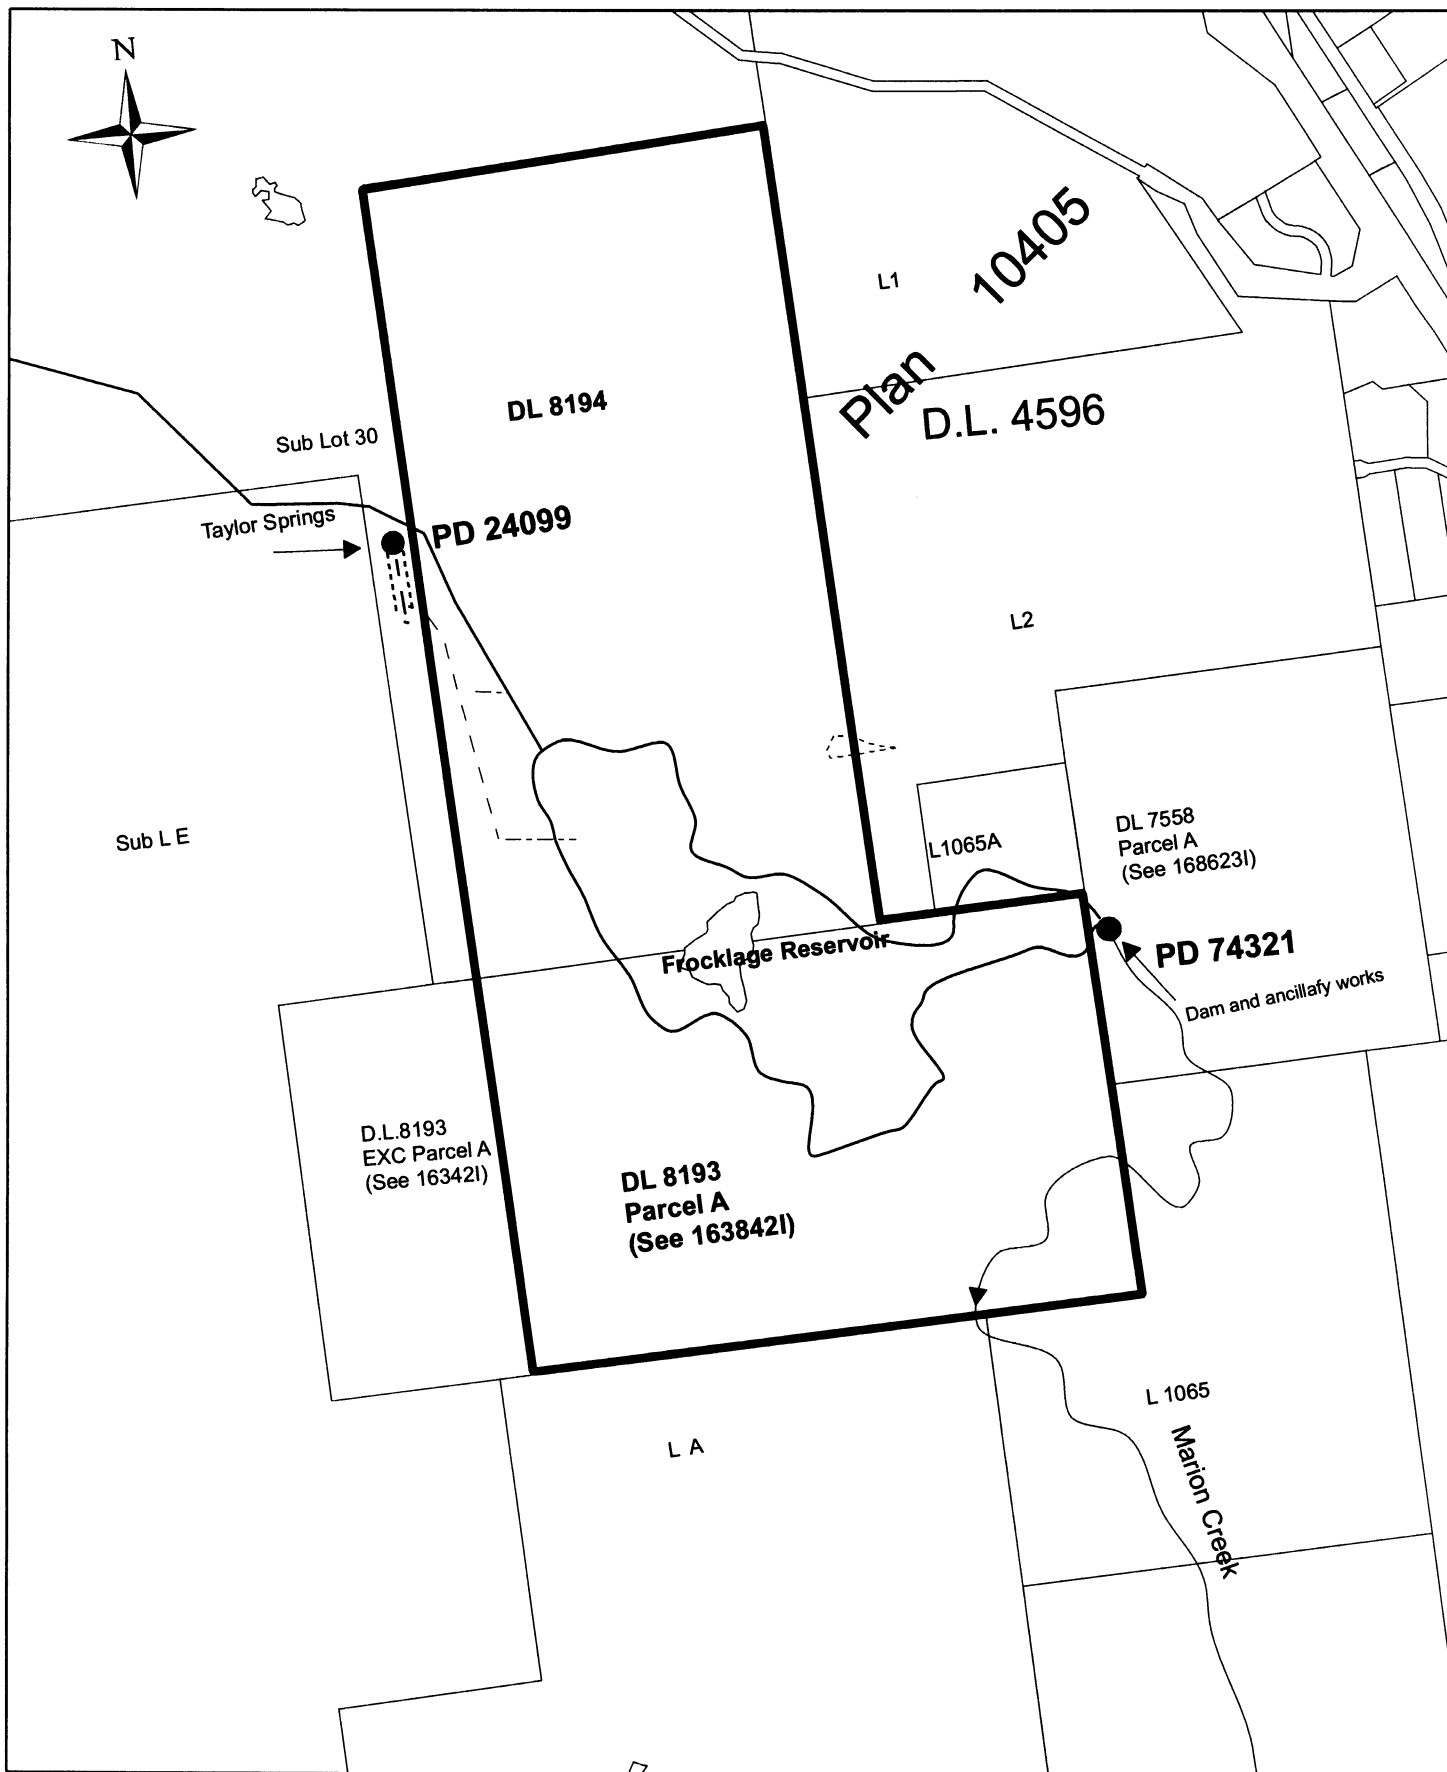 N
10405
L1
Plan
DL 8194
D.L. 4596
Sub Lot 30
Taylor Springs
PD 24099
L2
Sub L E
L1065A
DL 7558
Parcel A
(See 168623I)
Frocklage Reservoir
PD 74321
Dam and ancillafy works
D.L.8193
EXC Parcel A
(See 16342I)
DL 8193
Parcel A
(See 163842I)
L 1065
L A
Marion Creek